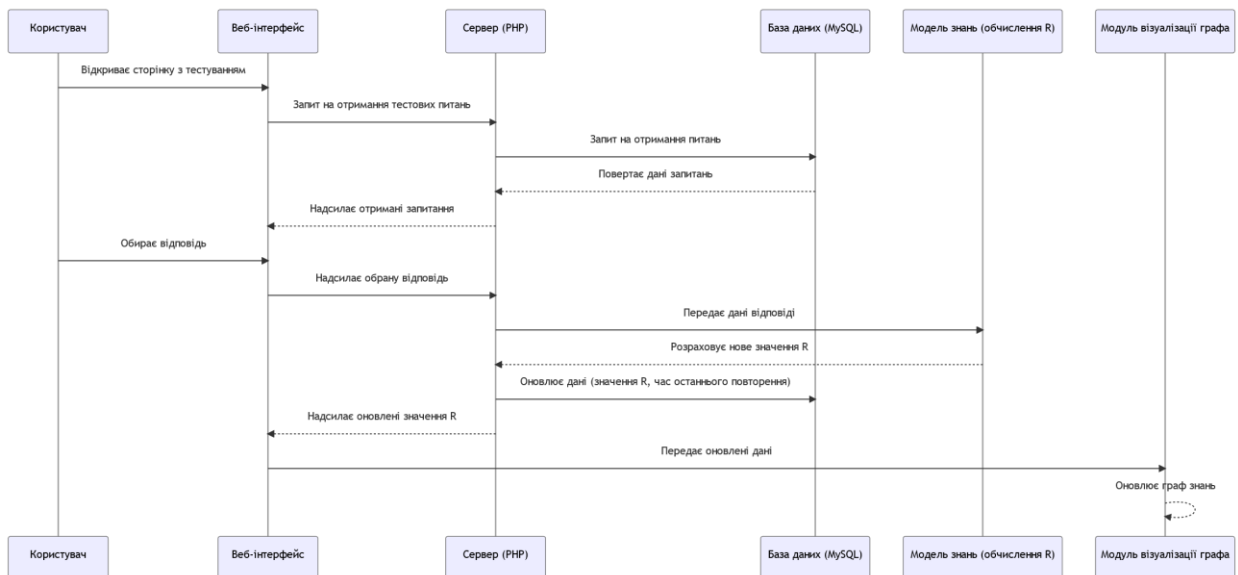 Користувач
Веб-інтерфейс
Сервер (PHP)
База даних (MySQL)
Модель знань (обчислення R)
Модуль візуалізації графа
Відкриває сторінку з тестуванням
Запит на отримання тестових питань
Запит на отримання питань
Повертає дані запитань
Надсилає отримані запитання
Обирає відповідь
Надсилає обрану відповідь
Передає дані відповіді
Розраховує нове значення R
Оновлює дані (значення R, час останнього повторення)
Надсилає оновлені значення R
Передає оновлені дані
Оновлює граф знань
Користувач
Веб-інтерфейс
Сервер (PHP)
База даних (MySQL)
Модель знань (обчислення R)
Модуль візуалізації графа